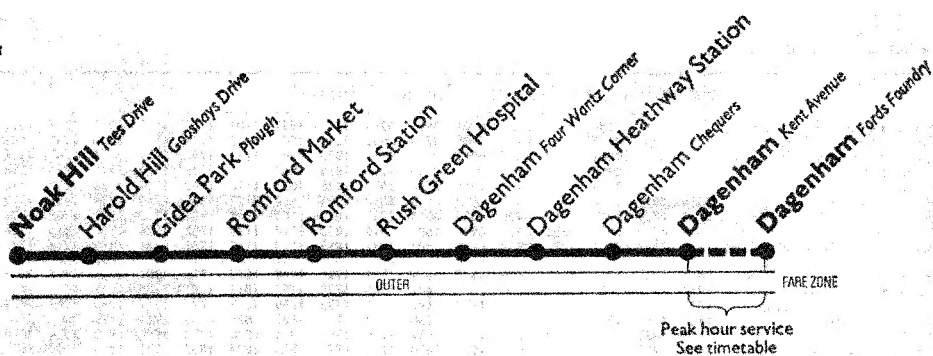 Noak Hill Tees Drive
Harold Hill Gooshays Drive
Gidea Park Plough
Romford Market
Romford Station
Rush Green Hospital
Dagenham Four Wantz Corner
Dagenham Heathway Station
Dagenham Chequers
Dagenham Kent Avenue
Dagenham Fords Foundry
OUTER
FARE ZONE
Peak hour service
See timetable